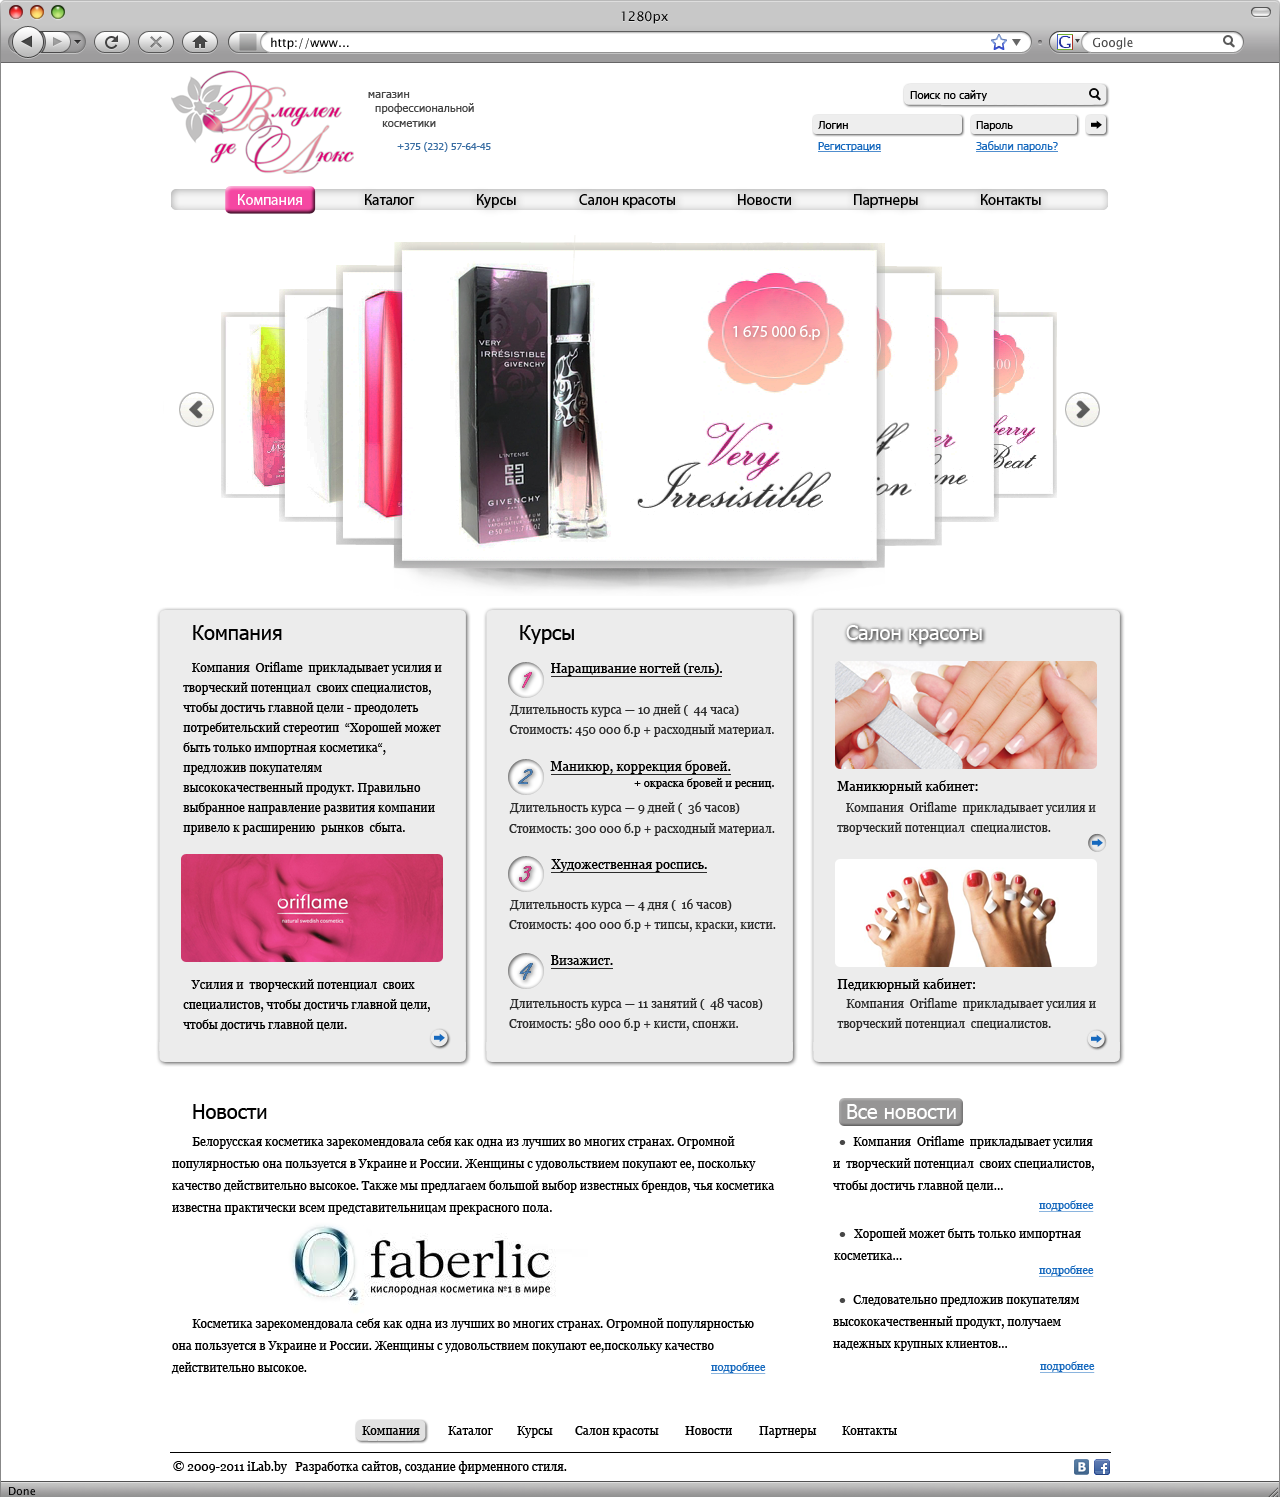 1280px
http://www...
Google
Владлен
де Люкс
магазин
профессиональной
косметики
+375 (232) 57-64-45
Поиск по сайту
Логин
Пароль
Регистрация
Забыли пароль?
Компания Каталог Курсы Салон красоты Новости Партнеры Контакты
VERY
IRRÉSISTIBLE
GIVENCHY
L'INTENSE
GIVENCHY
PARIS
EAU DE PARFUM
1 675 000 б.р
Very
Irresistible
Beat
Компания
Компания Oriflame прикладывает усилия и
творческий потенциал своих специалистов,
чтобы достичь главной цели - преодолеть
потребительский стереотип “Хорошей может
быть только импортная косметика“,
предложив покупателям
высококачественный продукт. Правильно
выбранное направление развития компании
привело к расширению рынков сбыта.
oriflame
natural swedish cosmetics
Усилия и творческий потенциал своих
специалистов, чтобы достичь главной цели,
чтобы достичь главной цели.
Курсы
1 Наращивание ногтей (гель).
Длительность курса — 10 дней ( 44 часа)
Стоимость: 450 000 б.р + расходный материал.
2 Маникюр, коррекция бровей.
+ окраска бровей и ресниц.
Длительность курса — 9 дней ( 36 часов)
Стоимость: 300 000 б.р + расходный материал.
3 Художественная роспись.
Длительность курса — 4 дня ( 16 часов)
Стоимость: 400 000 б.р + типсы, краски, кисти.
4 Визажист.
Длительность курса — 11 занятий ( 48 часов)
Стоимость: 580 000 б.р + кисти, спонжи.
Салон красоты
Маникюрный кабинет:
Компания Oriflame прикладывает усилия и
творческий потенциал специалистов.
Педикюрный кабинет:
Компания Oriflame прикладывает усилия и
творческий потенциал специалистов.
Новости
Белорусская косметика зарекомендовала себя как одна из лучших во многих странах. Огромной
популярностью она пользуется в Украине и России. Женщины с удовольствием покупают ее, поскольку
качество действительно высокое. Также мы предлагаем большой выбор известных брендов, чья косметика
известна практически всем представительницам прекрасного пола.
O2 faberlic
кислородная косметика №1 в мире
Косметика зарекомендовала себя как одна из лучших во многих странах. Огромной популярностью
она пользуется в Украине и России. Женщины с удовольствием покупают ее,поскольку качество
действительно высокое.
подробнее
Все новости
• Компания Oriflame прикладывает усилия
и творческий потенциал своих специалистов,
чтобы достичь главной цели...
подробнее
• Хорошей может быть только импортная
косметика...
подробнее
• Следовательно предложив покупателям
высококачественный продукт, получаем
надежных крупных клиентов...
подробнее
Компания Каталог Курсы Салон красоты Новости Партнеры Контакты
© 2009-2011 iLab.by Разработка сайтов, создание фирменного стиля.
B f
Done